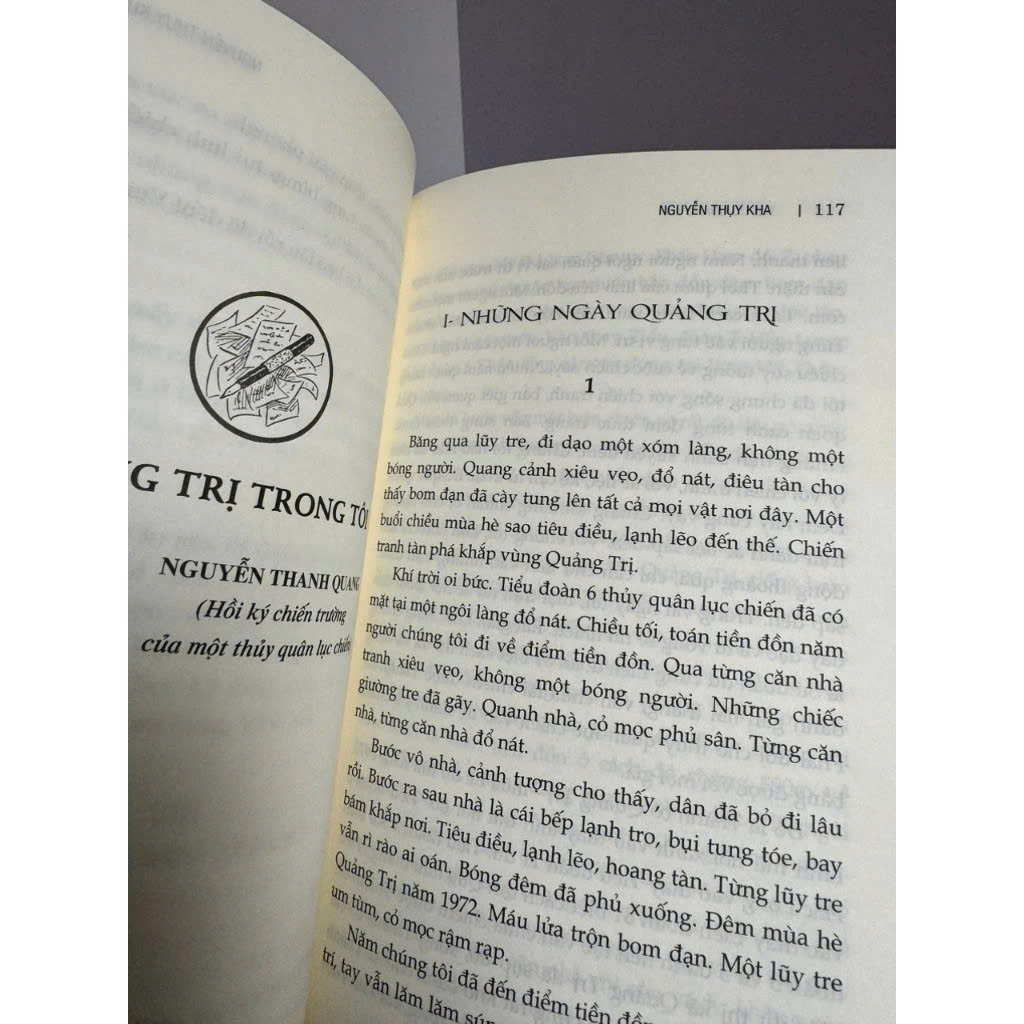 NG TRỊ TRONG TÔI
NGUYỄN THANH QUANG
(Hồi ký chiến trường
của một thủy quân lục chiến
NGUYỄN THỤY KHA | 117
I- NHỮNG NGÀY QUẢNG TRỊ
1
Băng qua lũy tre, đi dạo một xóm làng, không một
bóng người. Quang cảnh xiêu vẹo, đổ nát, điêu tàn cho
thấy bom đạn đã cày tung lên tất cả mọi vật nơi đây. Một
buổi chiều mùa hè sao tiêu điều, lạnh lẽo đến thế. Chiến
tranh tàn phá khắp vùng Quảng Trị.
Khí trời oi bức. Tiểu đoàn 6 thủy quân lục chiến đã có
mặt tại một ngôi làng đổ nát. Chiều tối, toán tiền đồn năm
người chúng tôi đi về điểm tiền đồn. Qua từng căn nhà
tranh xiêu vẹo, không một bóng người. Những chiếc
giường tre đã gãy. Quanh nhà, cỏ mọc phủ sân. Từng căn
nhà, từng căn nhà đổ nát.
Bước vô nhà, cảnh tượng cho thấy, dân đã bỏ đi lâu
rồi. Bước ra sau nhà là cái bếp lạnh tro, bụi tung tóe, bay
bám khắp nơi. Tiêu điều, lạnh lẽo, hoang tàn. Từng lũy tre
vẫn rì rào ai oán. Bóng đêm đã phủ xuống. Đêm mùa hè
Quảng Trị năm 1972. Máu lửa trộn bom đạn. Một lũy tre
um tùm, cỏ mọc rậm rạp.
Năm chúng tôi đã đến điểm tiền đồn
trí, tay vẫn lăm lăm súng